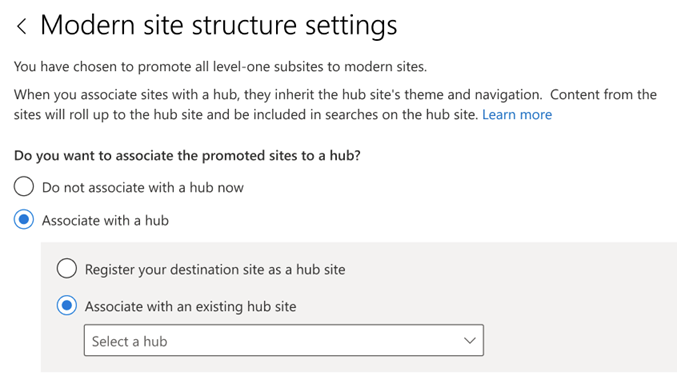 Modern site structure settings
You have chosen to promote all level-one subsites to modern sites.
When you associate sites with a hub, they inherit the hub site's theme and navigation.  Content from the
sites will roll up to the hub site and be included in searches on the hub site. Learn more
Do you want to associate the promoted sites to a hub?
Do not associate with a hub now
Associate with a hub
Register your destination site as a hub site
Associate with an existing hub site
Select a hub